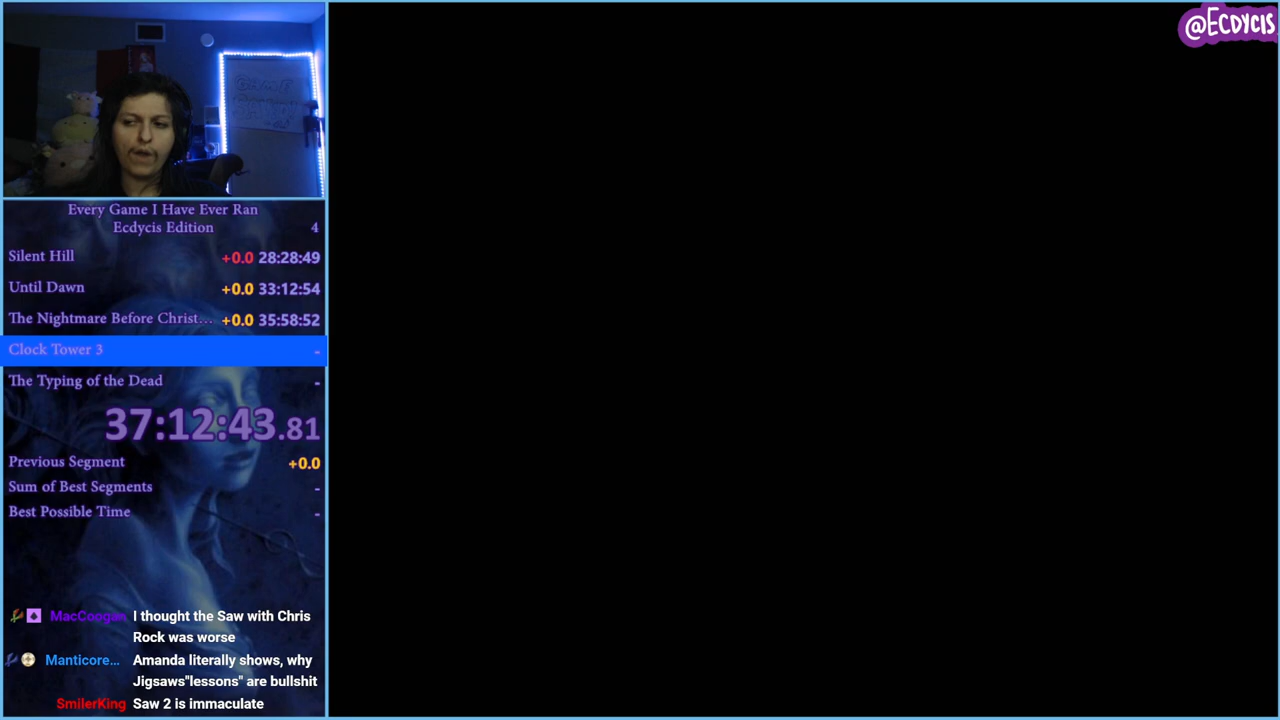 @ECDYCIS
Every Game I Have Ever Ran
Ecdycis Edition 4
Silent Hill +0.0 28:28:49
Until Dawn +0.0 33:12:54
The Nightmare Before Christ... +0.0 35:58:52
Clock Tower 3 -
The Typing of the Dead -
37:12:43.81
Previous Segment +0.0
Sum of Best Segments -
Best Possible Time -
MacCoogan I thought the Saw with Chris
Rock was worse
Manticore... Amanda literally shows, why
Jigsaws"lessons" are bullshit
SmilerKing Saw 2 is immaculate